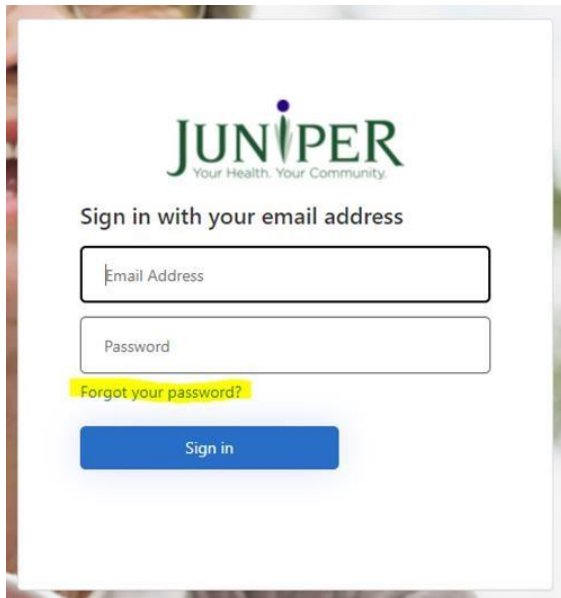 JUNIPER
Your Health. Your Community.
Sign in with your email address
Email Address
Password
Forgot your password?
Sign in